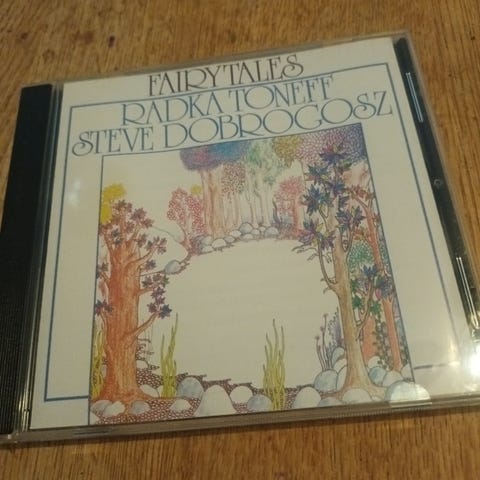 FAIRYTALES
RADKA TONEFF
STEVE DOBROGOSZ